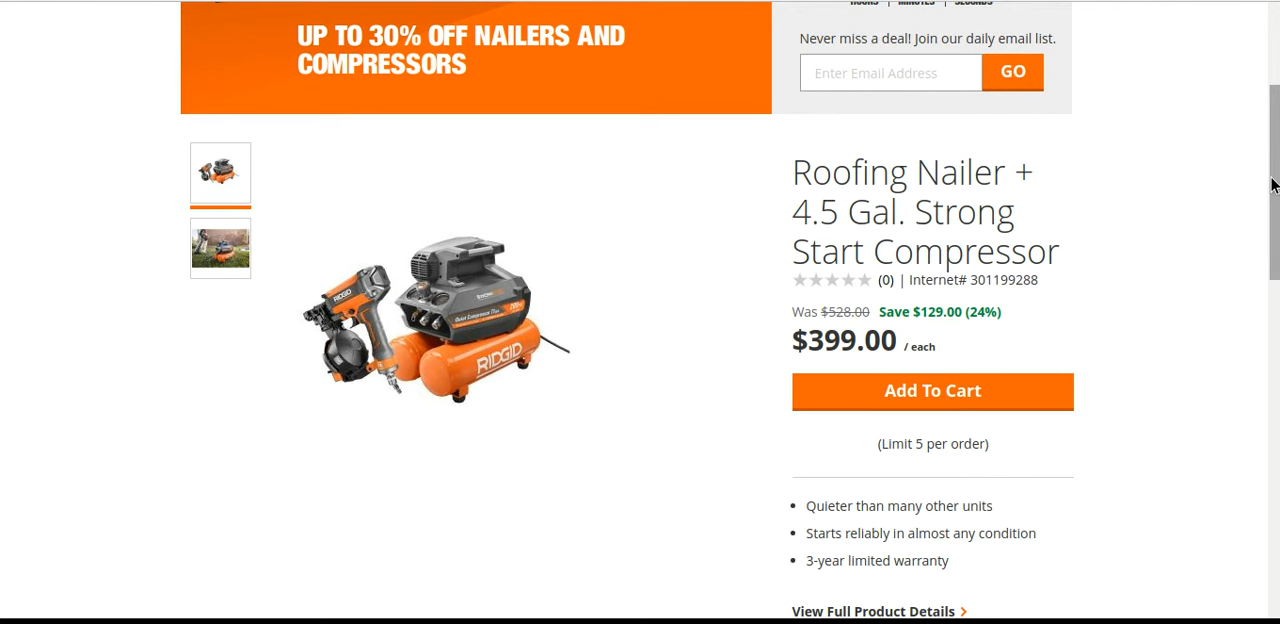 HOURS | MINUTES | SECONDS
UP TO 30% OFF NAILERS AND
COMPRESSORS
Never miss a deal! Join our daily email list.
Enter Email Address
GO
Roofing Nailer +
4.5 Gal. Strong
Start Compressor
(0) | Internet# 301199288
Was $528.00 Save $129.00 (24%)
$399.00 / each
Add To Cart
(Limit 5 per order)
• Quieter than many other units
• Starts reliably in almost any condition
• 3-year limited warranty
View Full Product Details >
RIDGID
RIDGID